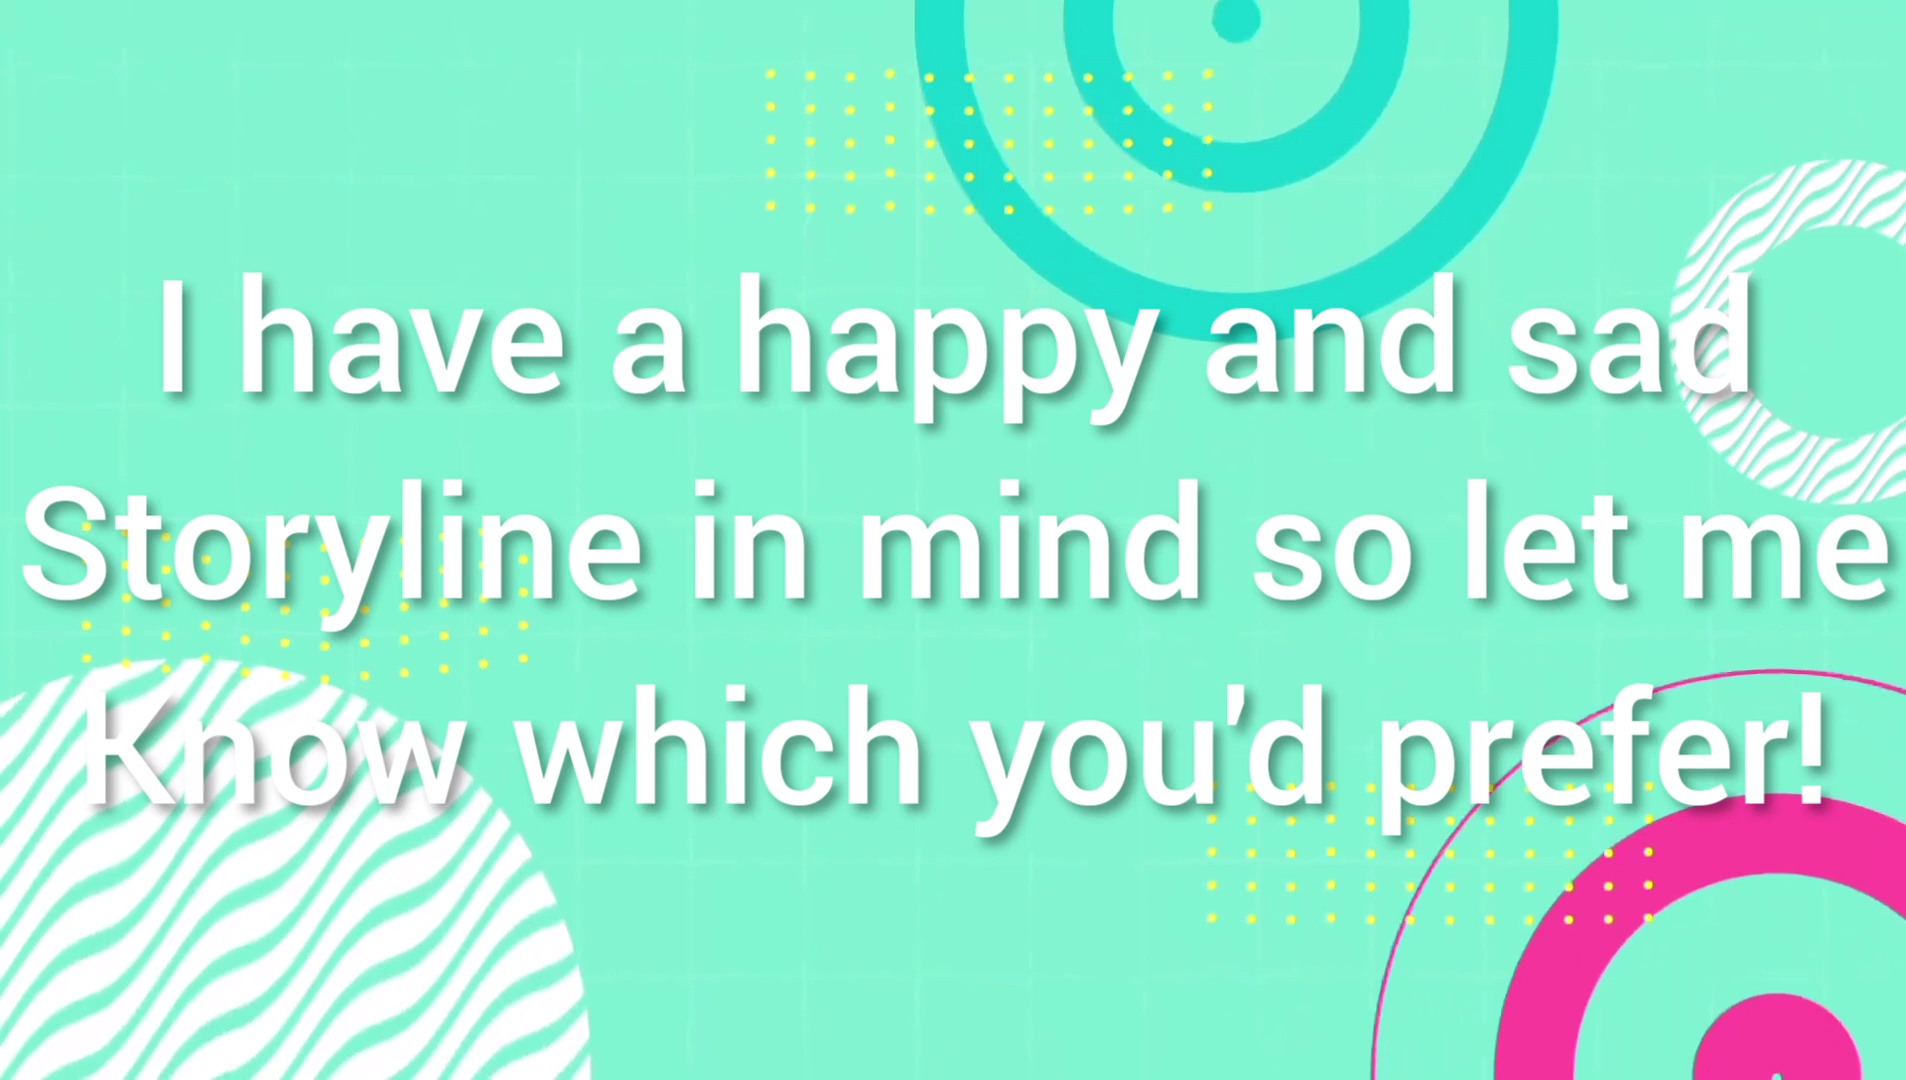 I have a happy and sad
Storyline in mind so let me
Know which you'd prefer!